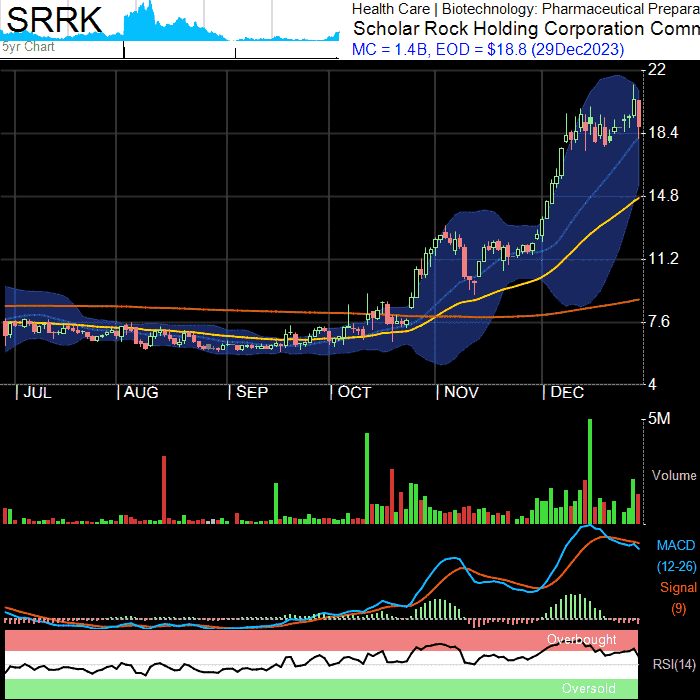 SRRK
5yr Chart
Health Care | Biotechnology: Pharmaceutical Prepara
Scholar Rock Holding Corporation Comm
MC = 1.4B, EOD = $18.8 (29Dec2023)
22
18.4
14.8
11.2
7.6
4
JUL
AUG
SEP
OCT
NOV
DEC
5M
Volume
MACD
(12-26)
Signal
(9)
Overbought
RSI(14)
Oversold